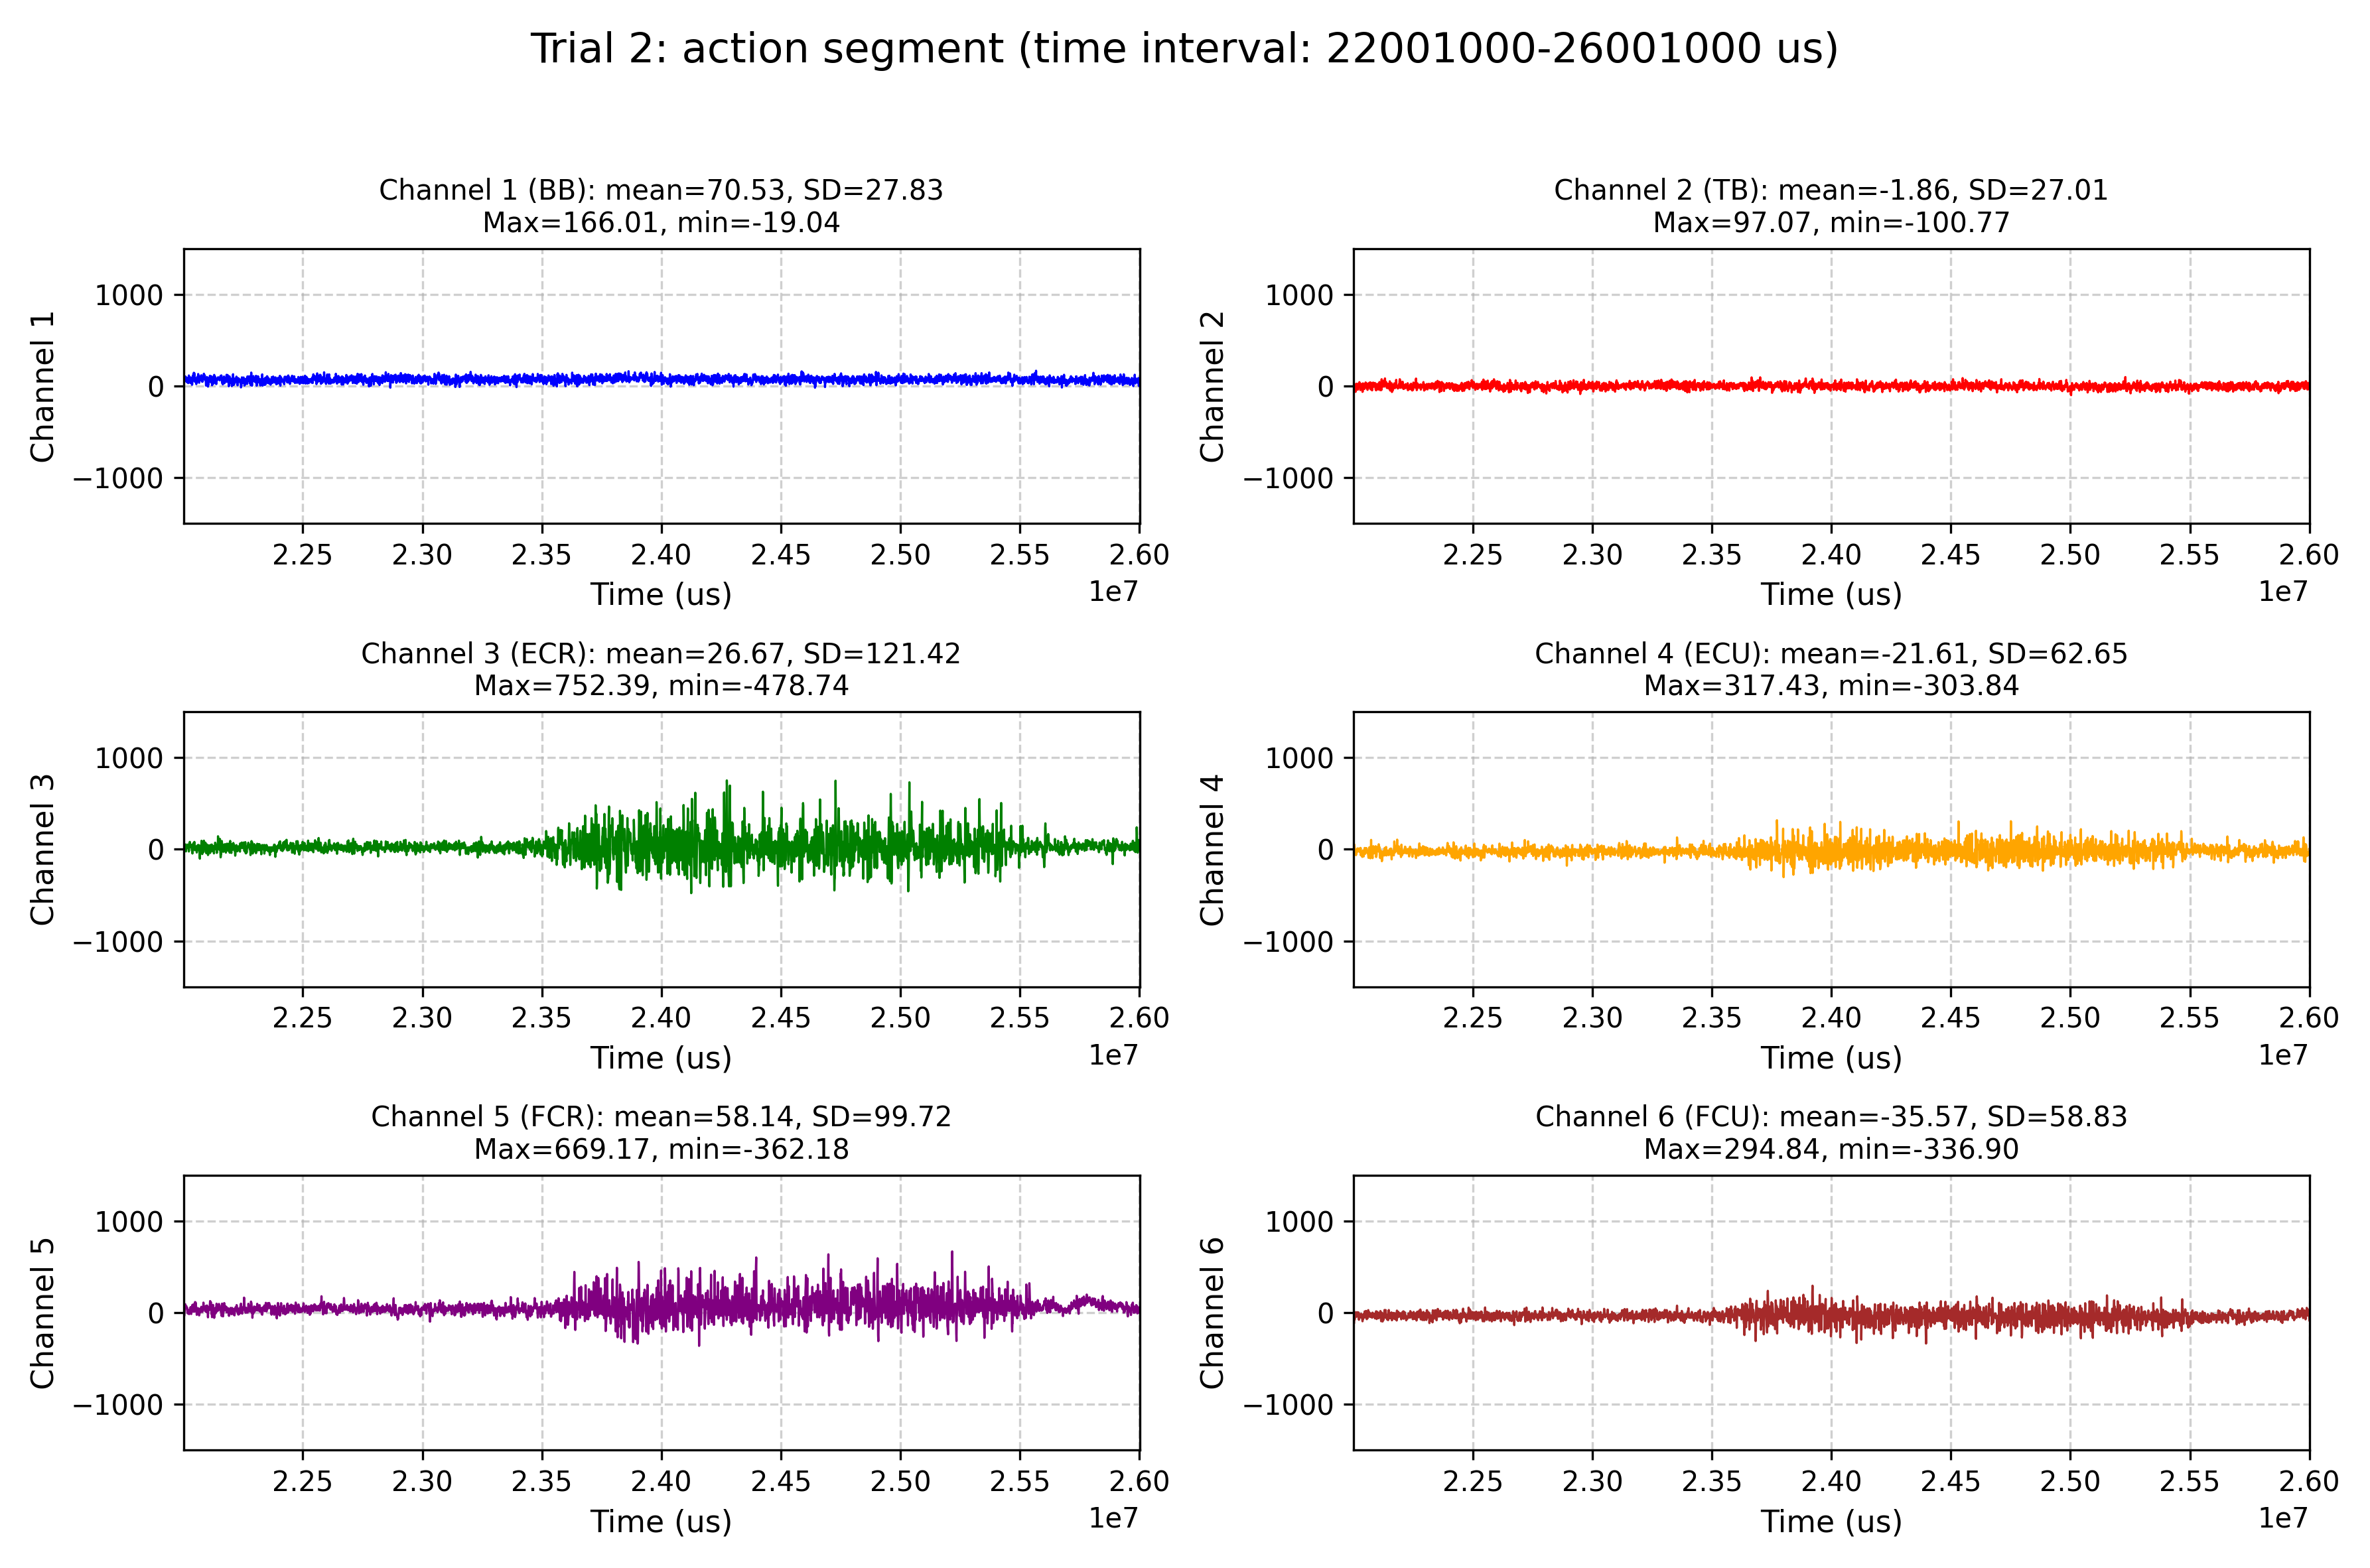 Trial 2: action segment (time interval: 22001000-26001000 us)
Channel 1 (BB): mean=70.53, SD=27.83
Max=166.01, min=-19.04
Channel 1
1000
0
−1000
2.25 2.30 2.35 2.40 2.45 2.50 2.55 2.60
Time (us)
1e7
Channel 2 (TB): mean=-1.86, SD=27.01
Max=97.07, min=-100.77
Channel 2
1000
0
−1000
2.25 2.30 2.35 2.40 2.45 2.50 2.55 2.60
Time (us)
1e7
Channel 3 (ECR): mean=26.67, SD=121.42
Max=752.39, min=-478.74
Channel 3
1000
0
−1000
2.25 2.30 2.35 2.40 2.45 2.50 2.55 2.60
Time (us)
1e7
Channel 4 (ECU): mean=-21.61, SD=62.65
Max=317.43, min=-303.84
Channel 4
1000
0
−1000
2.25 2.30 2.35 2.40 2.45 2.50 2.55 2.60
Time (us)
1e7
Channel 5 (FCR): mean=58.14, SD=99.72
Max=669.17, min=-362.18
Channel 5
1000
0
−1000
2.25 2.30 2.35 2.40 2.45 2.50 2.55 2.60
Time (us)
1e7
Channel 6 (FCU): mean=-35.57, SD=58.83
Max=294.84, min=-336.90
Channel 6
1000
0
−1000
2.25 2.30 2.35 2.40 2.45 2.50 2.55 2.60
Time (us)
1e7